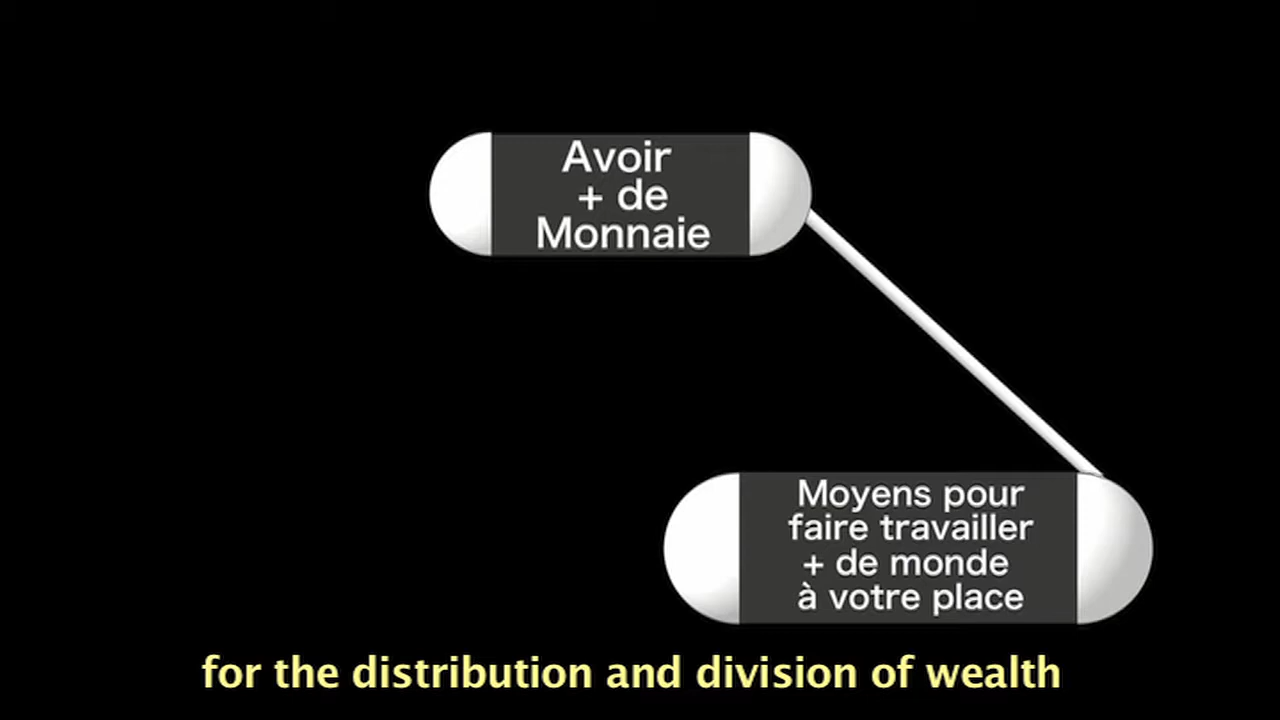 Avoir
+ de
Monnaie
Moyens pour
faire travailler
+ de monde
à votre place
for the distribution and division of wealth